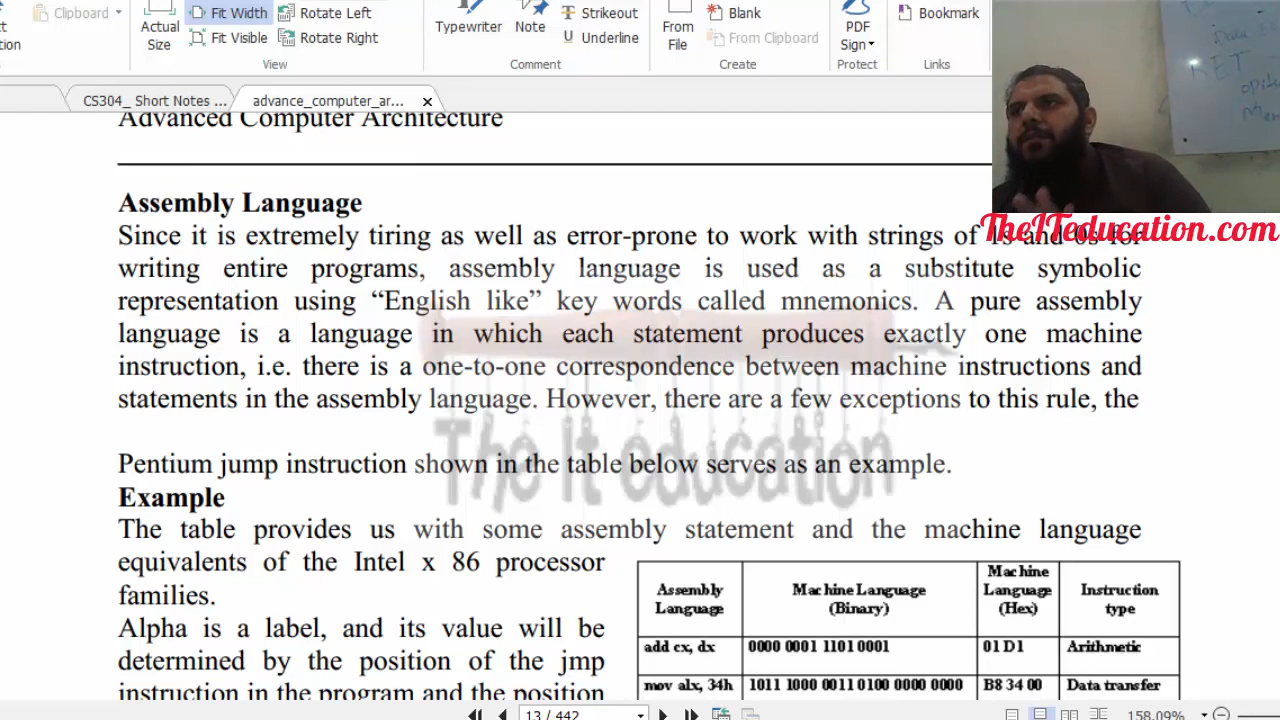 Clipboard
Actual Size
Fit Width
Fit Visible
Rotate Left
Rotate Right
View
Typewriter
Note
Strikeout
Underline
Comment
From File
Blank
From Clipboard
Create
PDF Sign
Protect
Bookmark
Links
CS304_ Short Notes ...
advance_computer_ar...
Advanced Computer Architecture
TheITeducation.com
Assembly Language
Since it is extremely tiring as well as error-prone to work with strings of 1s and 0s for
writing entire programs, assembly language is used as a substitute symbolic
representation using “English like” key words called mnemonics. A pure assembly
language is a language in which each statement produces exactly one machine
instruction, i.e. there is a one-to-one correspondence between machine instructions and
statements in the assembly language. However, there are a few exceptions to this rule, the
The It education
Pentium jump instruction shown in the table below serves as an example.
Example
The table provides us with some assembly statement and the machine language
equivalents of the Intel x 86 processor
families.
Alpha is a label, and its value will be
determined by the position of the jmp
instruction in the program and the position
Assembly Language
Machine Language (Binary)
Machine Language (Hex)
Instruction type
add cx, dx 0000 0001 1101 0001 01 D1 Arithmetic
mov alx, 34h 1011 1000 0011 0100 0000 0000 B8 34 00 Data transfer
13 / 442
158.09%